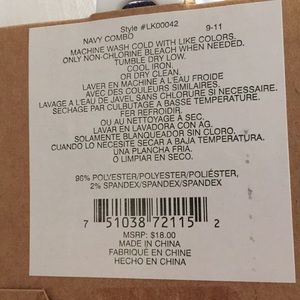 Style #LK00042 9-11
NAVY COMBO
MACHINE WASH COLD WITH LIKE COLORS.
ONLY NON-CHLORINE BLEACH WHEN NEEDED.
TUMBLE DRY LOW.
COOL IRON.
OR DRY CLEAN.
LAVER EN MACHINE A L'EAU FROIDE
AVEC DES COULEURS SIMILAIRES.
LAVAGE A L'EAU DE JAVEL SANS CHLORURE SI NECESSAIRE.
SECHAGE PAR CULBUTAGE A BASSE TEMPERATURE.
FER REFROIDIR.
OU AU NETTOYAGE A SEC.
LAVAR EN LAVADORA CON AG.
SOLAMENTE BLANQUEADOR SIN CLORO.
CUANDO LO NECESITE SECAR A BAJA TEMPERATURA.
UNA PLANCHA FRIA.
O LIMPIAR EN SECO.
96% POLYESTER/POLYESTER/POLIÉSTER,
2% SPANDEX/SPANDEX/SPANDEX
7 51038 72115 2
MSRP: $18.00
MADE IN CHINA
FABRIQUÉ EN CHINE
HECHO EN CHINA